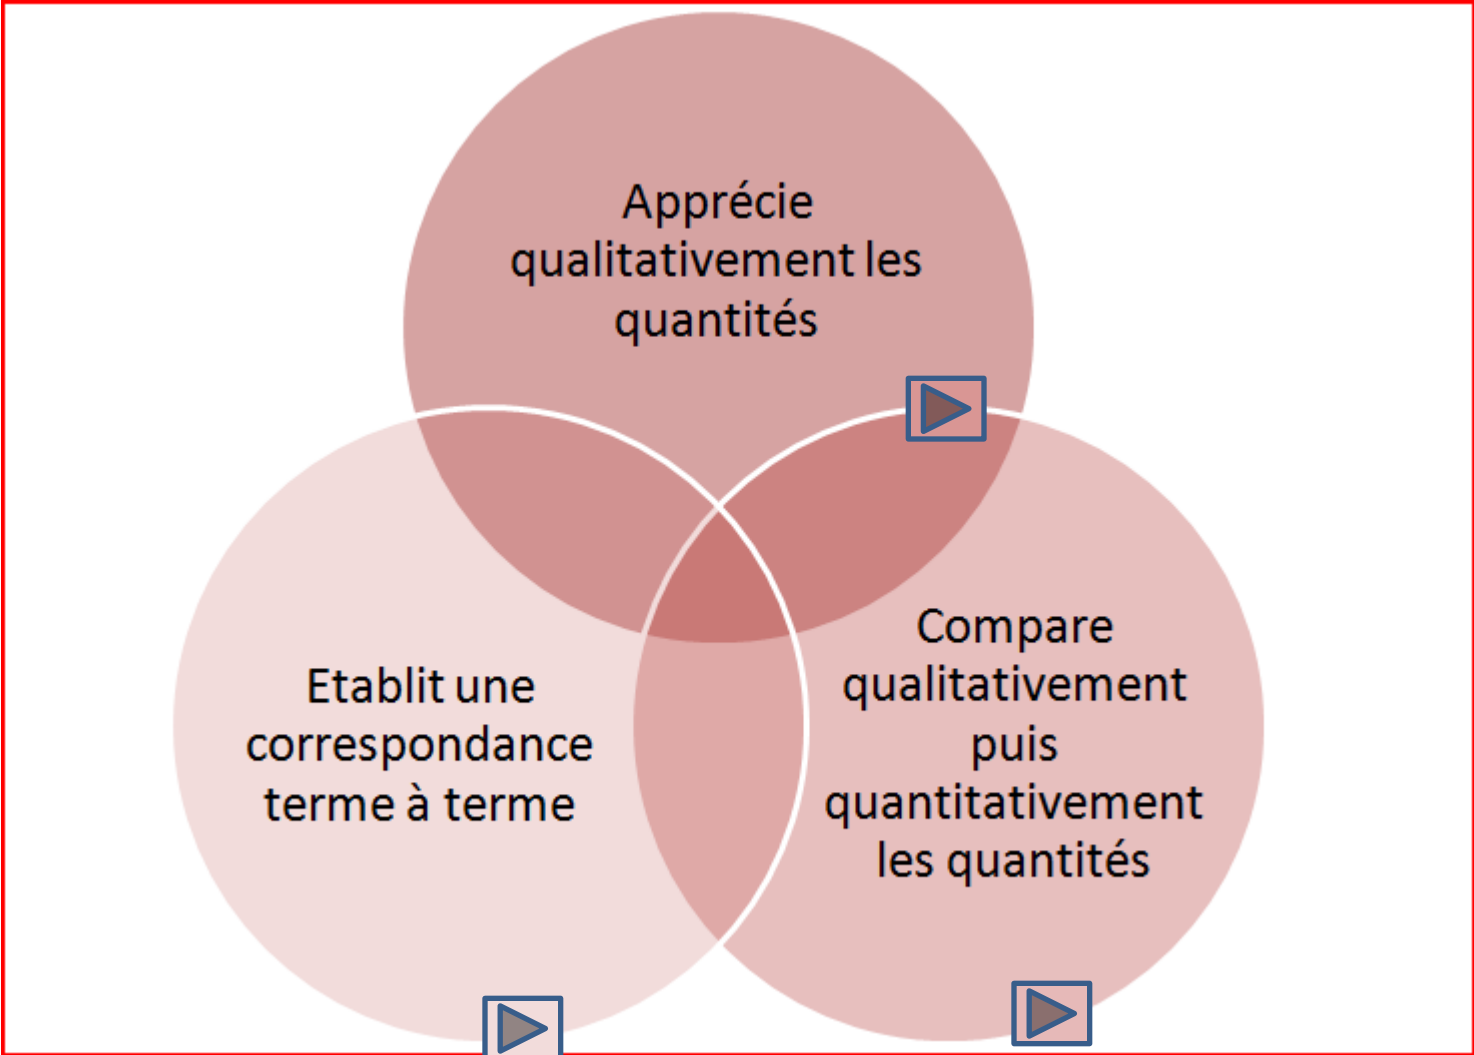 Apprécie
qualitativement les
quantités
Etablit une
correspondance
terme à terme
Compare
qualitativement
puis
quantitativement
les quantités